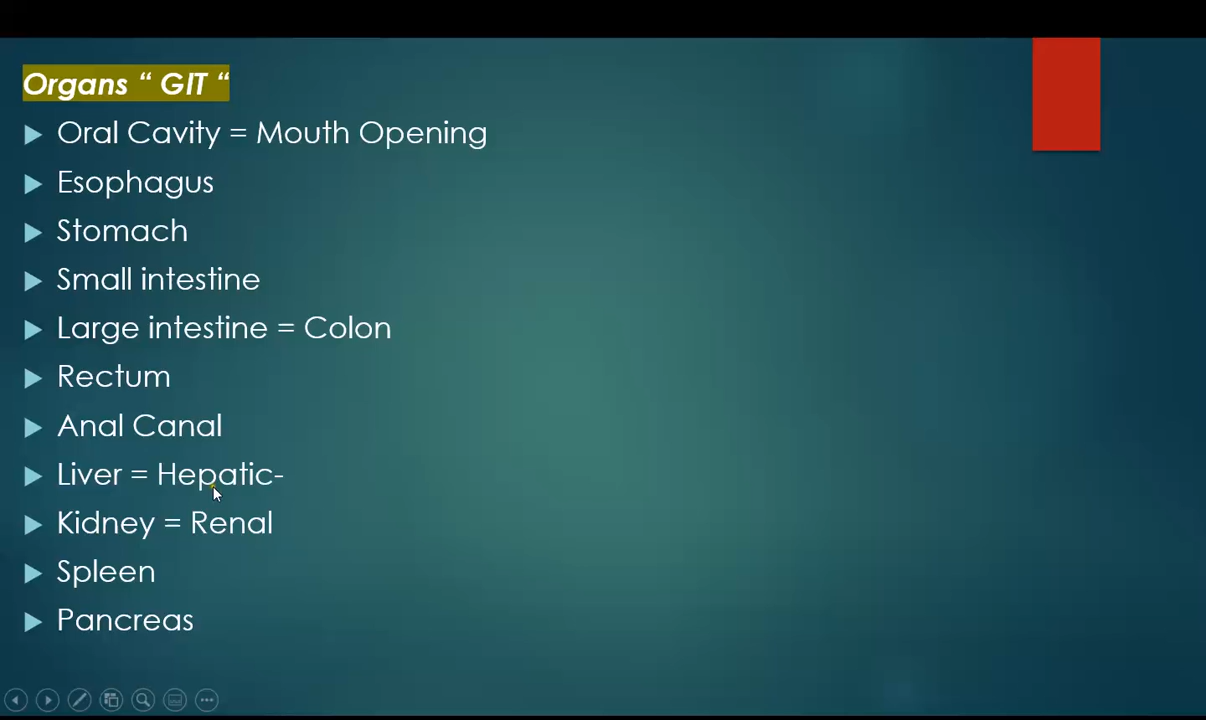 Organs “ GIT “
Oral Cavity = Mouth Opening
Esophagus
Stomach
Small intestine
Large intestine = Colon
Rectum
Anal Canal
Liver = Hepatic-
Kidney = Renal
Spleen
Pancreas